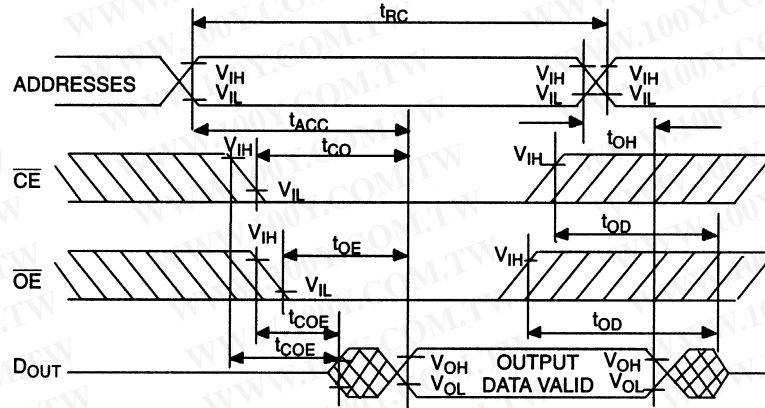 tRC
ADDRESSES
VIH
VIL
VIH
VIL
VIH
VIL
tACC
tOH
CE
VIH
tCO
VIL
VIH
tOD
OE
VIH
tOE
VIL
VIH
tCOE
tOD
tCOE
DOUT
VOH
VOL
OUTPUT
DATA VALID
VOH
VOL
WWW.100Y.COM.TW